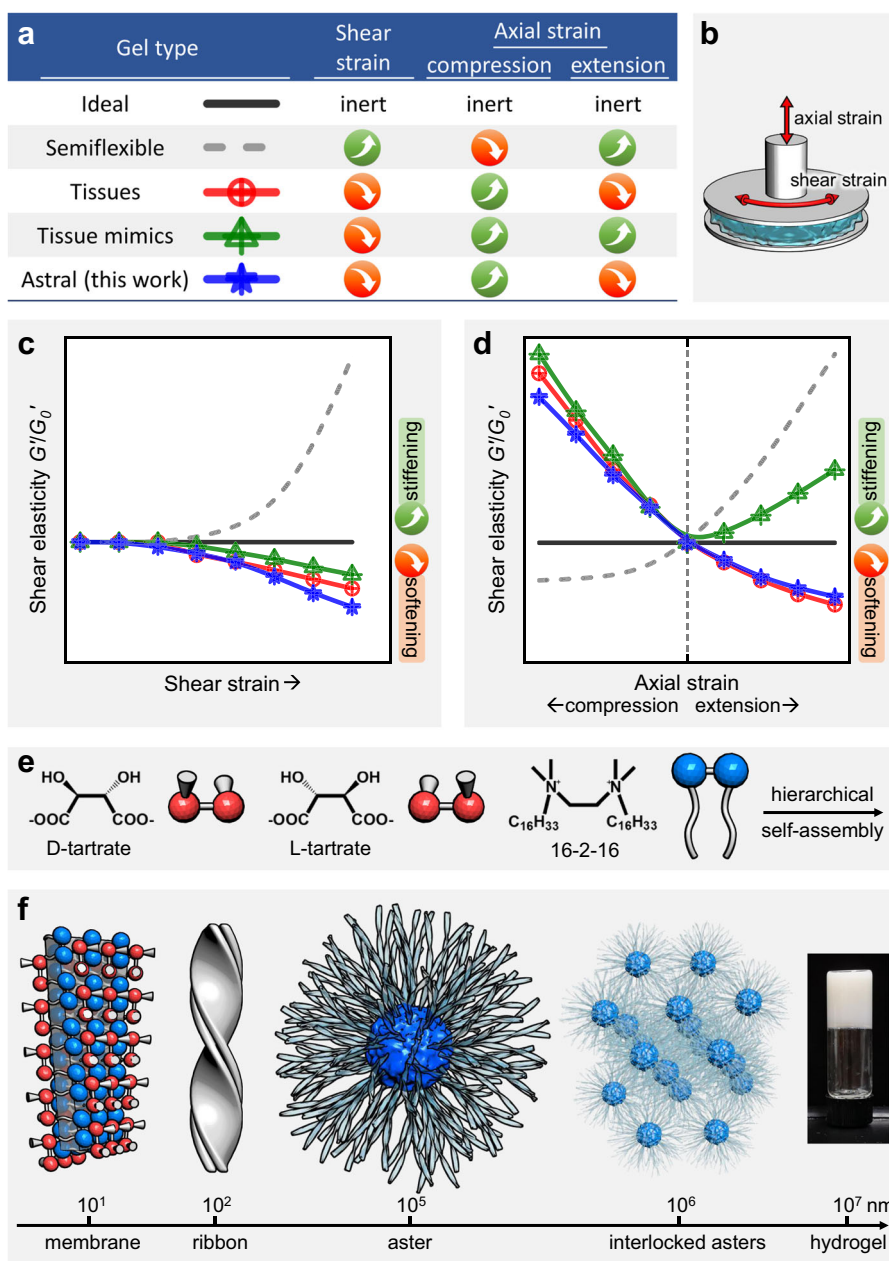 a
Gel type
Shear strain
Axial strain
compression
extension
Ideal
inert
inert
inert
Semiflexible
Tissues
Tissue mimics
Astral (this work)
b
axial strain
shear strain
c
Shear elasticity G'/G₀'
Shear strain →
stiffening
softening
d
Shear elasticity G'/G₀'
Axial strain
←compression extension→
stiffening
softening
e
HO OH
-OOC COO-
D-tartrate
HO OH
-OOC COO-
L-tartrate
N⁺ N⁺
C₁₆H₃₃ C₁₆H₃₃
16-2-16
hierarchical
self-assembly
f
10¹ 10² 10⁵ 10⁶ 10⁷ nm
membrane ribbon aster interlocked asters hydrogel